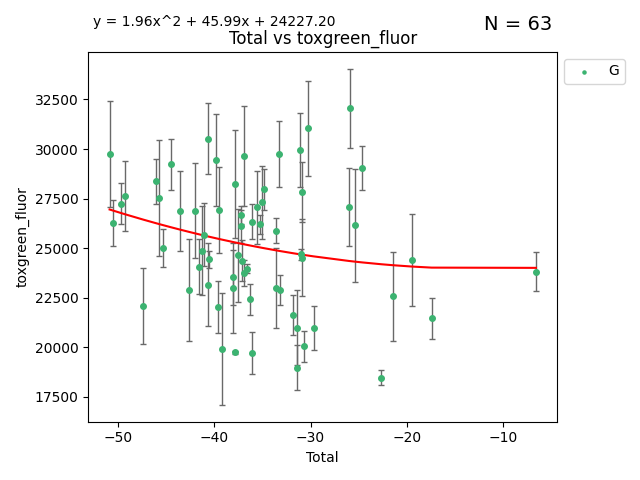 y = 1.96x^2 + 45.99x + 24227.20
N = 63
Total vs toxgreen_fluor
G
32500
30000
27500
25000
22500
20000
17500
toxgreen_fluor
−50
−40
−30
−20
−10
Total